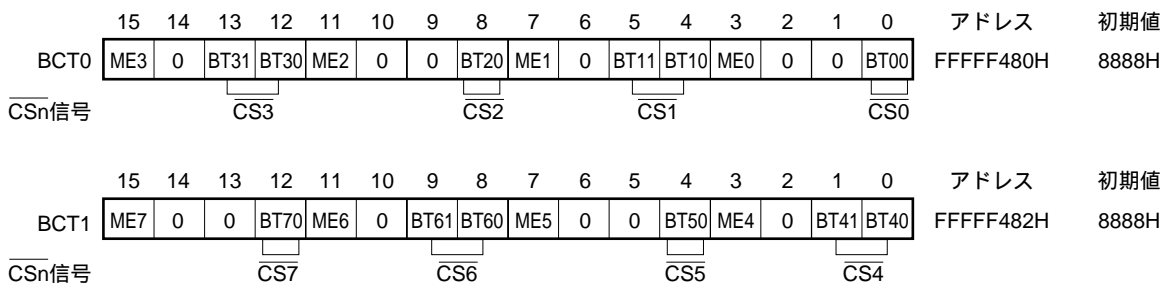 15 14 13 12 11 10 9 8 7 6 5 4 3 2 1 0 アドレス 初期値
BCT0 ME3 0 BT31 BT30 ME2 0 0 BT20 ME1 0 BT11 BT10 ME0 0 0 BT00 FFFFF480H 8888H
CSn信号 CS3 CS2 CS1 CS0
15 14 13 12 11 10 9 8 7 6 5 4 3 2 1 0 アドレス 初期値
BCT1 ME7 0 0 BT70 ME6 0 BT61 BT60 ME5 0 0 BT50 ME4 0 BT41 BT40 FFFFF482H 8888H
CSn信号 CS7 CS6 CS5 CS4